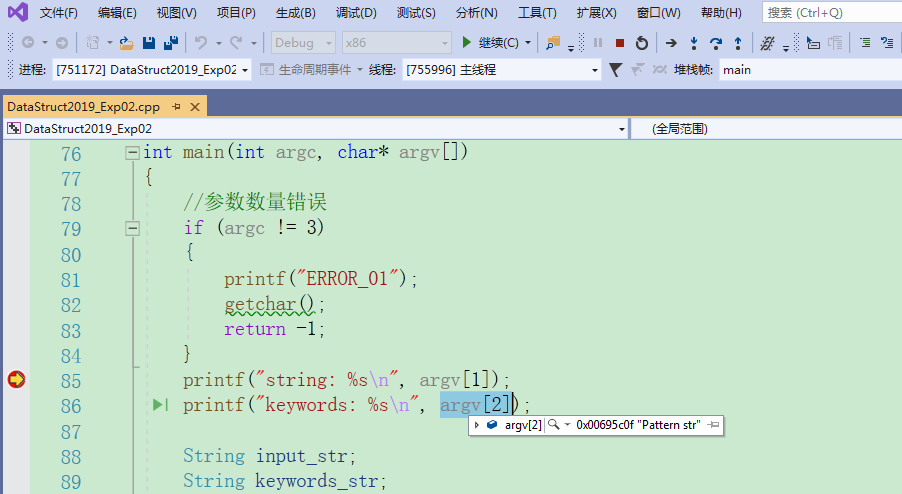 文件(F) 编辑(E) 视图(V) 项目(P) 生成(B) 调试(D) 测试(S) 分析(N) 工具(T) 扩展(X) 窗口(W) 帮助(H) 搜索 (Ctrl+Q)
Debug x86 继续(C)
进程: [751172] DataStruct2019_Exp02 生命周期事件 线程: [755996] 主线程 堆栈帧: main
DataStruct2019_Exp02.cpp
DataStruct2019_Exp02 (全局范围)
76 int main(int argc, char* argv[])
77 {
78 //参数数量错误
79 if (argc != 3)
80 {
81 printf("ERROR_01");
82 getchar();
83 return -1;
84 }
85 printf("string: %s\n", argv[1]);
86 printf("keywords: %s\n", argv[2]);
argv[2] 0x00695c0f "Pattern str"
87
88 String input_str;
89 String keywords_str;